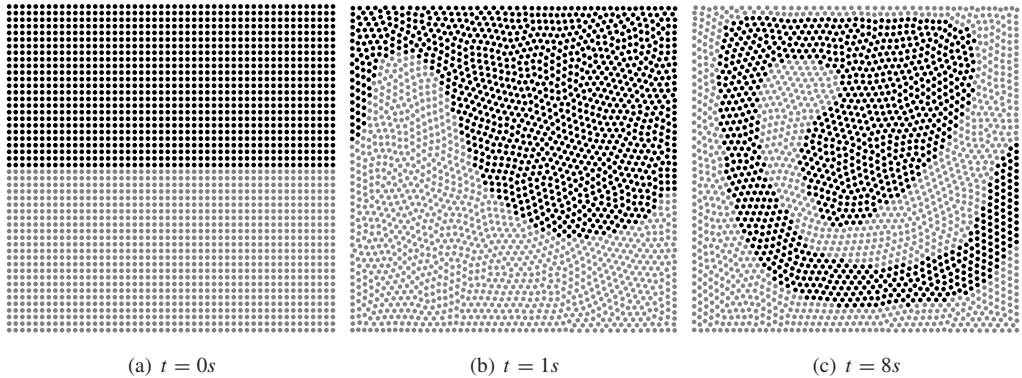 (a) t = 0s
(b) t = 1s
(c) t = 8s